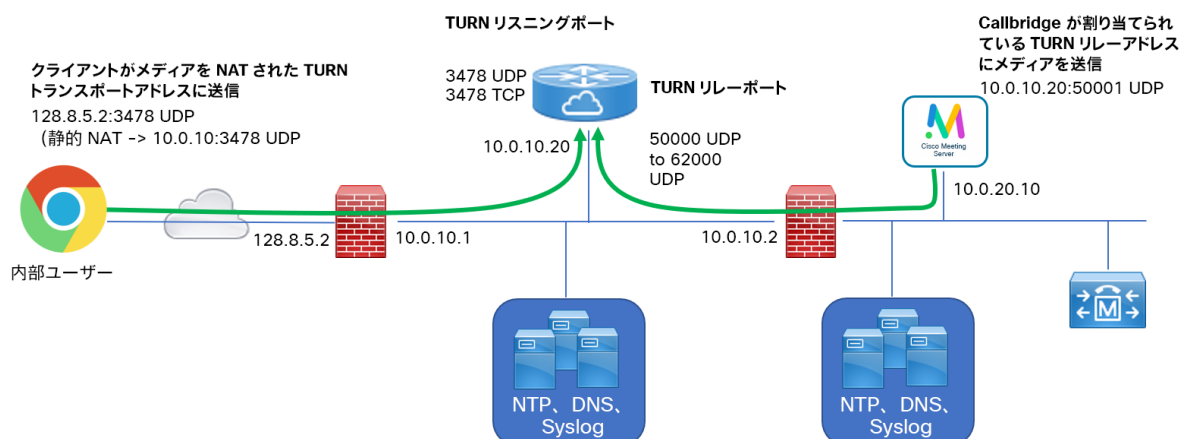 TURN リスニングポート
Callbridge が割り当てられ
ている TURN リレーアドレス
にメディアを送信
10.0.10.20:50001 UDP
クライアントがメディアを NAT された TURN
トランスポートアドレスに送信
128.8.5.2:3478 UDP
(静的 NAT -> 10.0.10:3478 UDP
3478 UDP
3478 TCP
TURN リレーポート
10.0.10.20
50000 UDP
to 62000
UDP
Cisco Meeting
Server
10.0.20.10
128.8.5.2
10.0.10.1
10.0.10.2
内部ユーザー
M
NTP、DNS、
Syslog
NTP、DNS、
Syslog